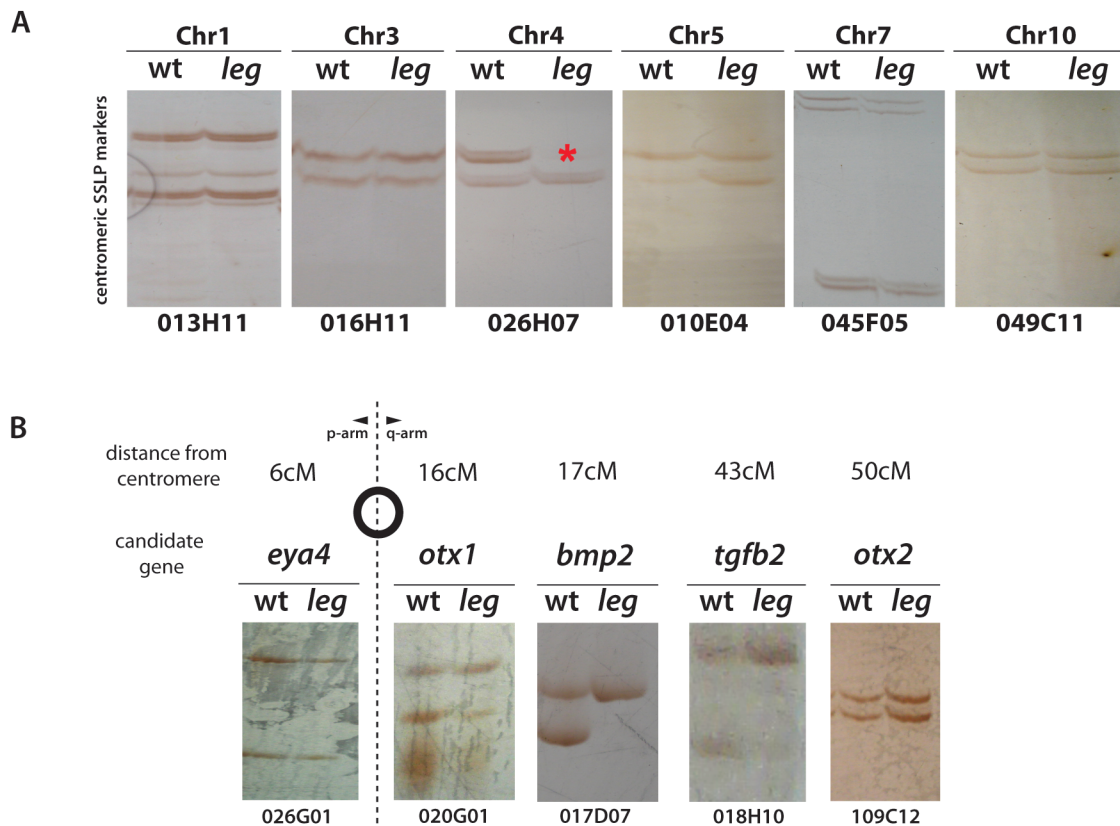 A
Chr1 Chr3 Chr4 Chr5 Chr7 Chr10
wt leg wt leg wt leg wt leg wt leg wt leg
centromeric SSLP markers
*
013H11 016H11 026H07 010E04 045F05 049C11
B
p-arm q-arm
distance from
centromere
6cM 16cM 17cM 43cM 50cM
candidate
gene
eya4 otx1 bmp2 tgfb2 otx2
wt leg wt leg wt leg wt leg wt leg
026G01 020G01 017D07 018H10 109C12